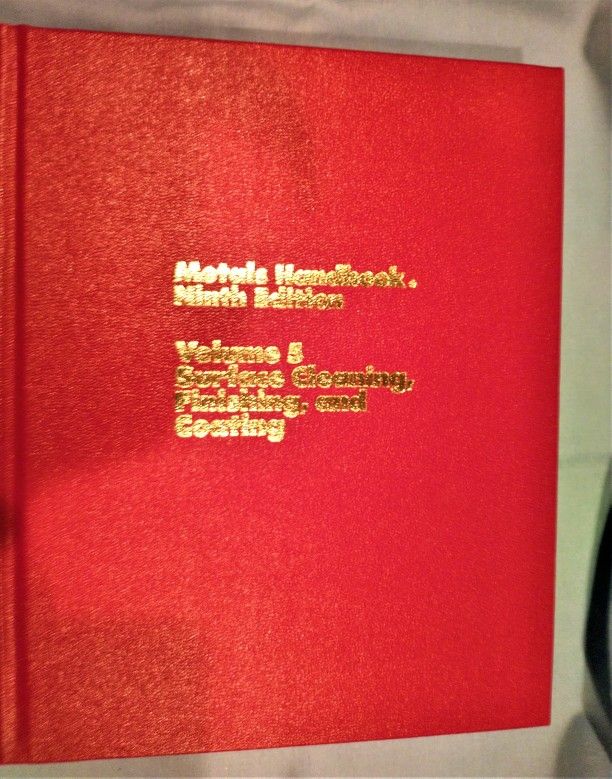 Metals Handbook.
Ninth Edition
Volume 5
Surface Cleaning,
Finishing, and
Coating